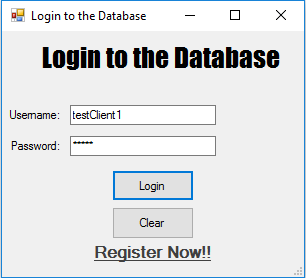 Login to the Database
Login to the Database
Username: testClient1
Password: *****
Login
Clear
Register Now!!